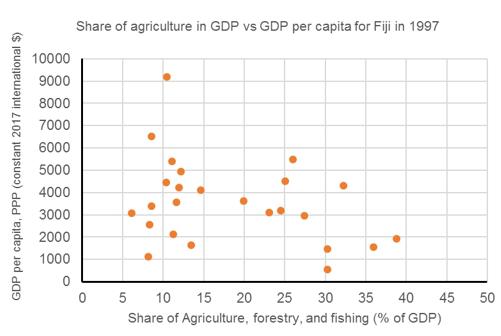 Share of agriculture in GDP vs GDP per capita for Fiji in 1997
GDP per capita, PPP (constant 2017 international $)
10000
9000
8000
7000
6000
5000
4000
3000
2000
1000
0
0 5 10 15 20 25 30 35 40 45 50
Share of Agriculture, forestry, and fishing (% of GDP)